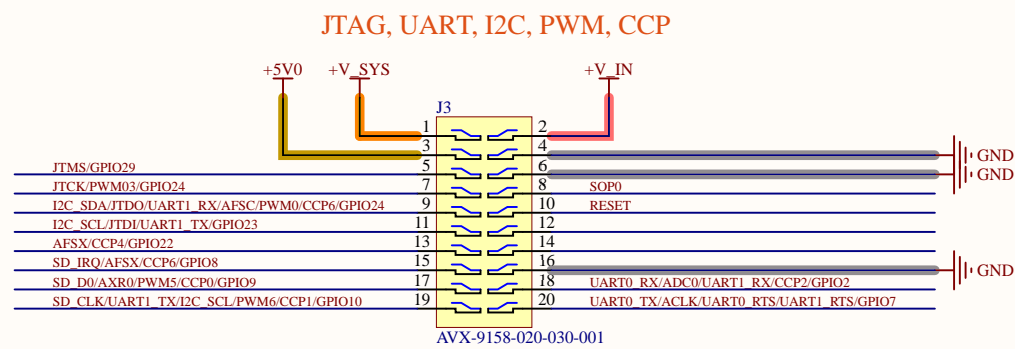 JTAG, UART, I2C, PWM, CCP
+5V0 +V_SYS +V_IN
J3
1 2
3 4 GND
JTMS/GPIO29 5 6 GND
JTCK/PWM03/GPIO24 7 8 SOP0
I2C_SDA/JTDO/UART1_RX/AFSC/PWM0/CCP6/GPIO24 9 10 RESET
I2C_SCL/JTDI/UART1_TX/GPIO23 11 12
AFSX/CCP4/GPIO22 13 14
SD_IRQ/AFSX/CCP6/GPIO8 15 16 GND
SD_D0/AXR0/PWM5/CCP0/GPIO9 17 18 UART0_RX/ADC0/UART1_RX/CCP2/GPIO2
SD_CLK/UART1_TX/I2C_SCL/PWM6/CCP1/GPIO10 19 20 UART0_TX/ACLK/UART0_RTS/UART1_RTS/GPIO7
AVX-9158-020-030-001